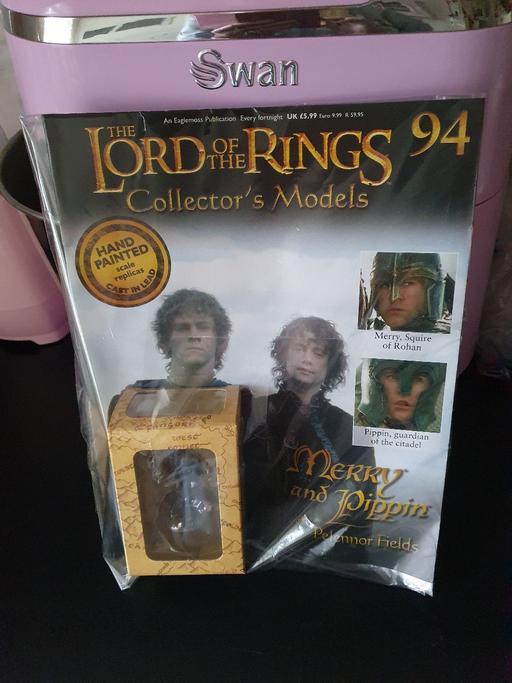 Swan
An Eaglemoss Publication Every fortnight UK £5.99 Euro 9.99 R 59.95
THE LORD OF THE RINGS 94
Collector's Models
HAND
PAINTED
scale
replicas
CAST IN LEAD
Merry, Squire
of Rohan
Pippin, guardian
of the citadel
WEST
Merry
and Pippin
Pelennor Fields